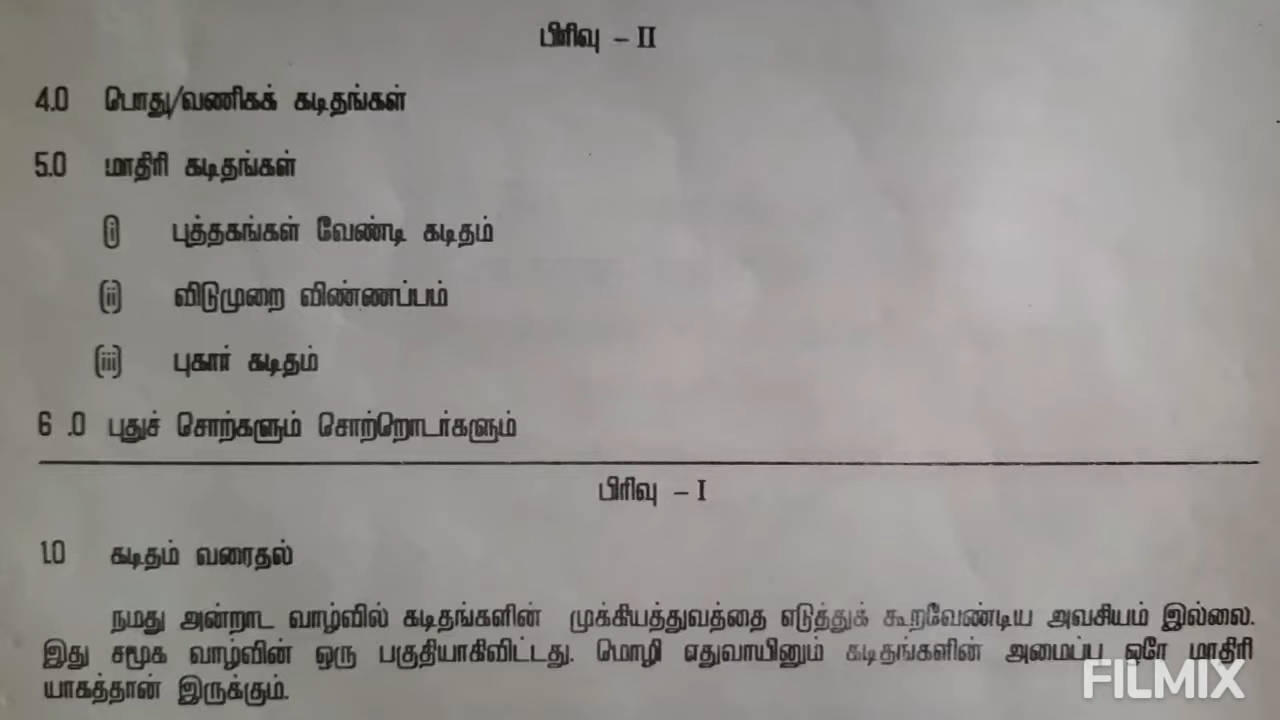 பிரிவு – II
4.0 பொது/வணிகக் கடிதங்கள்
5.0 மாதிரி கடிதங்கள்
(i) புத்தகங்கள் வேண்டி கடிதம்
(ii) விடுமுறை விண்ணப்பம்
(iii) புகார் கடிதம்
6 .0 புதுச் சொற்களும் சொற்றொடர்களும்
பிரிவு – I
1.0 கடிதம் வரைதல்
நமது அன்றாட வாழ்வில் கடிதங்களின் முக்கியத்துவத்தை எடுத்துக் கூறவேண்டிய அவசியம் இல்லை.
இது சமூக வாழ்வின் ஒரு பகுதியாகிவிட்டது. மொழி எதுவாயினும் கடிதங்களின் அமைப்பு ஒரே மாதிரி
யாகத்தான் இருக்கும்.
FILMIX